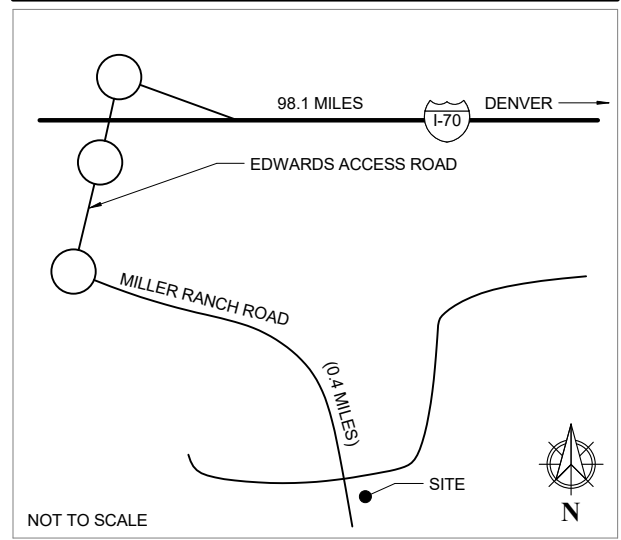 98.1 MILES
DENVER
I-70
EDWARDS ACCESS ROAD
MILLER RANCH ROAD
(0.4 MILES)
SITE
NOT TO SCALE
N